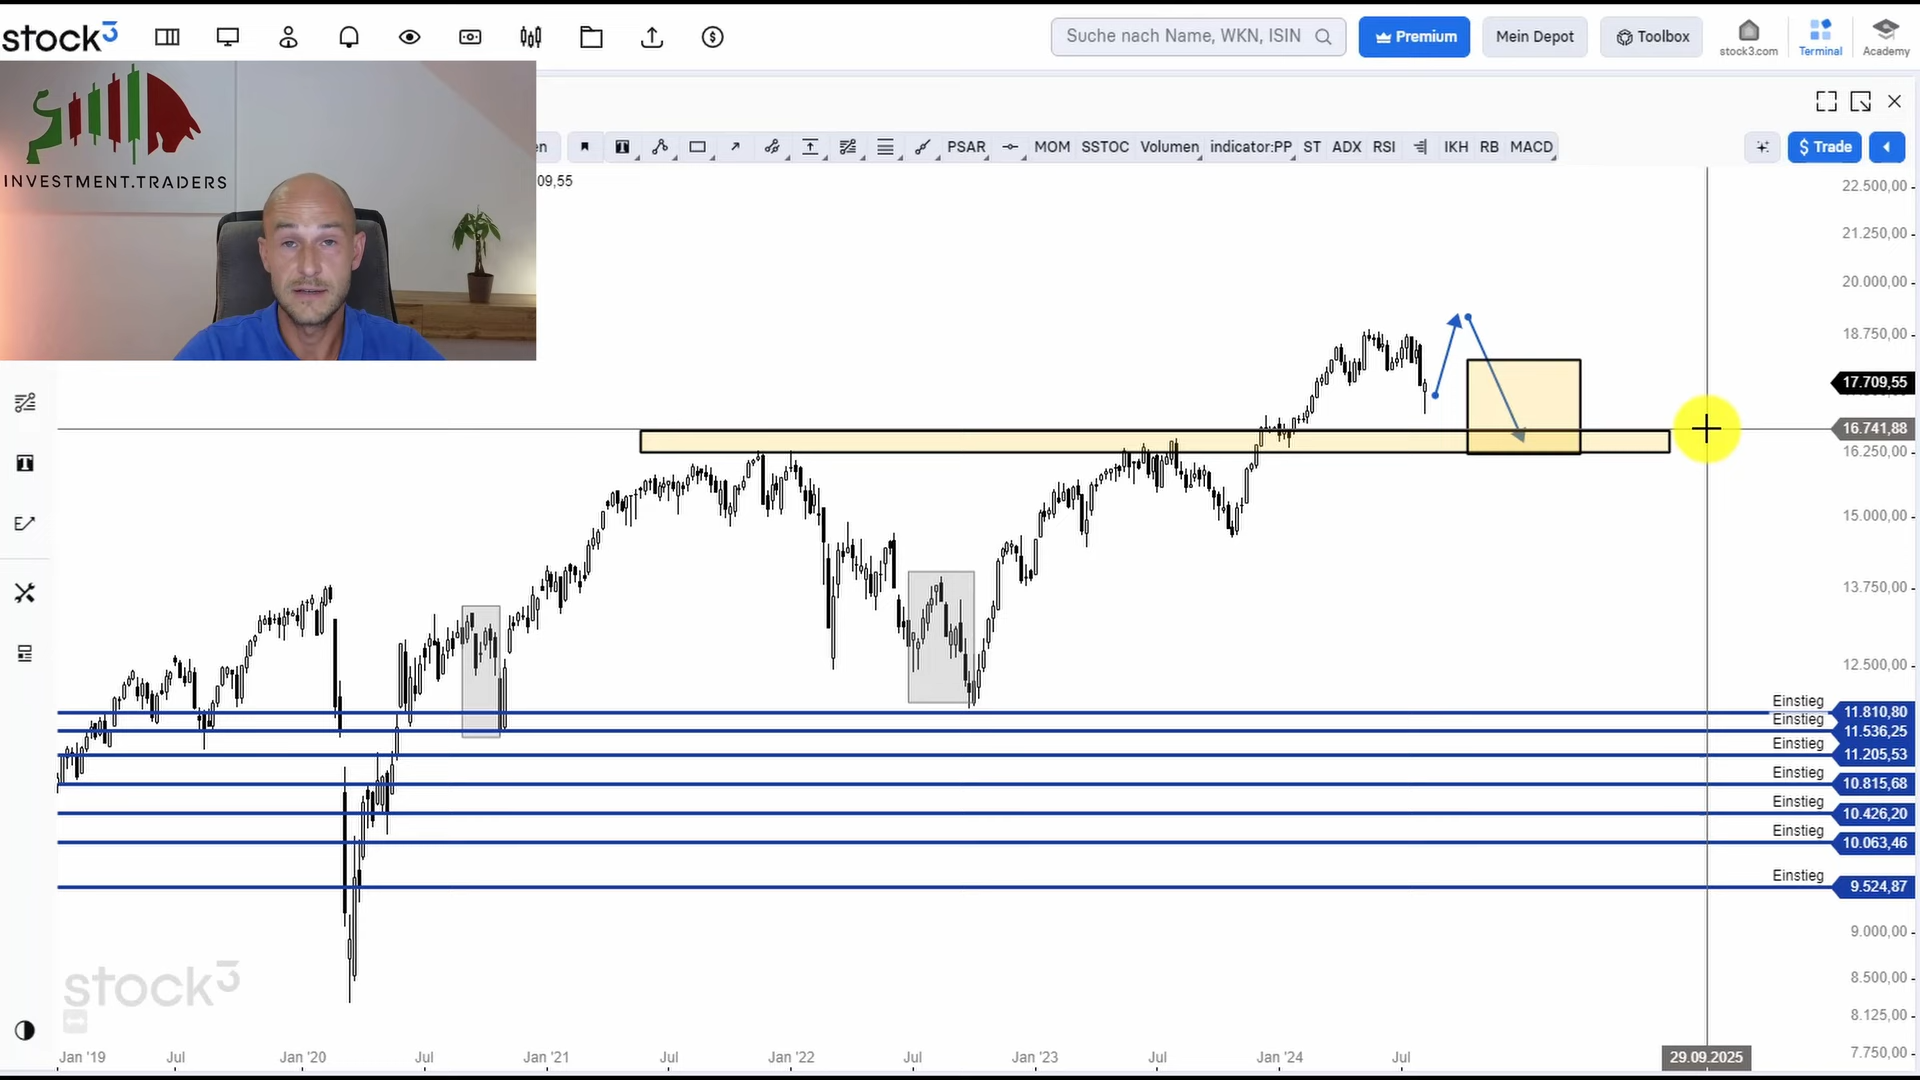 stock3
Suche nach Name, WKN, ISIN
Premium
Mein Depot
Toolbox
stock3.com
Terminal
Academy
INVESTMENT.TRADERS
en
PSAR
MOM
SSTOC
Volumen
indicator:PP
ST
ADX
RSI
IKH
RB
MACD
$ Trade
09,55
22.500,00
21.250,00
20.000,00
18.750,00
17.709,55
16.741,88
16.250,00
15.000,00
13.750,00
12.500,00
Einstieg
11.810,80
Einstieg
11.536,25
Einstieg
11.205,53
Einstieg
10.815,68
Einstieg
10.426,20
Einstieg
10.063,46
Einstieg
9.524,87
9.000,00
8.500,00
8.125,00
7.750,00
stock3
Jan '19
Jul
Jan '20
Jul
Jan '21
Jul
Jan '22
Jul
Jan '23
Jul
Jan '24
Jul
29.09.2025